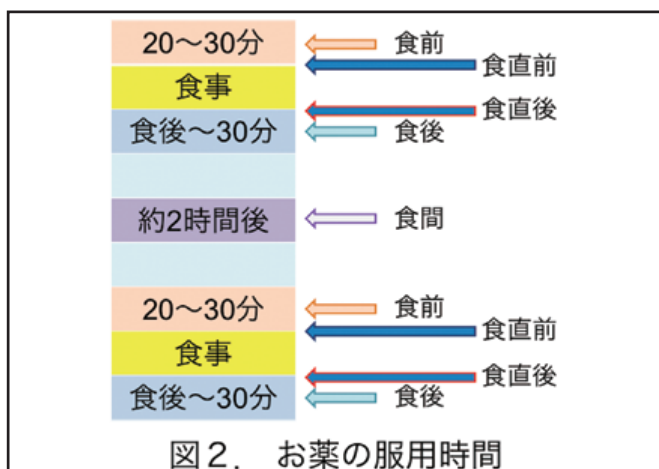 20〜30分
食前
食直前
食事
食直後
食後〜30分
食後
約2時間後
食間
20〜30分
食前
食直前
食事
食直後
食後〜30分
食後
図2. お薬の服用時間